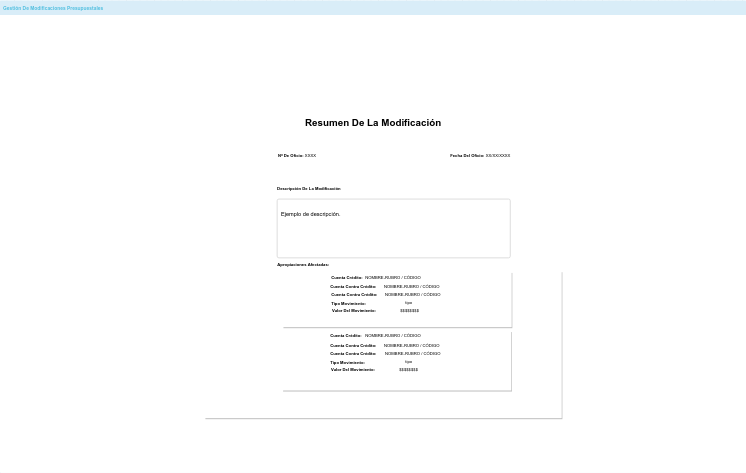 Gestión De Modificaciones Presupuestales
Resumen De La Modificación
Nº De Oficio: XXXX Fecha Del Oficio: XX/XX/XXXX
Descripción De La Modificación:
Ejemplo de descripción.
Apropiaciones Afectadas:
Cuenta Crédito: NOMBRE-RUBRO / CÓDIGO
Cuenta Contra Crédito: NOMBRE-RUBRO / CÓDIGO
Cuenta Contra Crédito: NOMBRE-RUBRO / CÓDIGO
Tipo Movimiento: tipo
Valor Del Movimiento: $$$$$$$$
Cuenta Crédito: NOMBRE-RUBRO / CÓDIGO
Cuenta Contra Crédito: NOMBRE-RUBRO / CÓDIGO
Cuenta Contra Crédito: NOMBRE-RUBRO / CÓDIGO
Tipo Movimiento: tipo
Valor Del Movimiento: $$$$$$$$